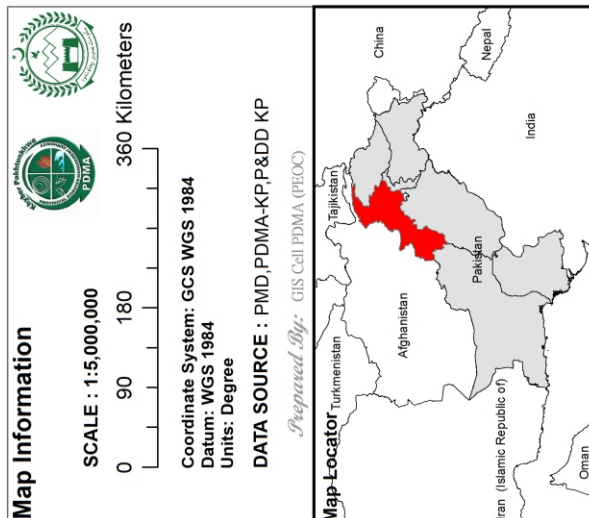 Map Information
Khyber Pakhtunkhwa
PDMA
SCALE : 1:5,000,000
0 90 180 360 Kilometers
Coordinate System: GCS WGS 1984
Datum: WGS 1984
Units: Degree
DATA SOURCE : PMD,PDMA-KP,P&DD KP
Prepared By: GIS Cell PDMA (PEOC)
Map Locator
Turkmenistan
Tajikistan
China
Afghanistan
Nepal
Pakistan
Iran (Islamic Republic of)
India
Oman